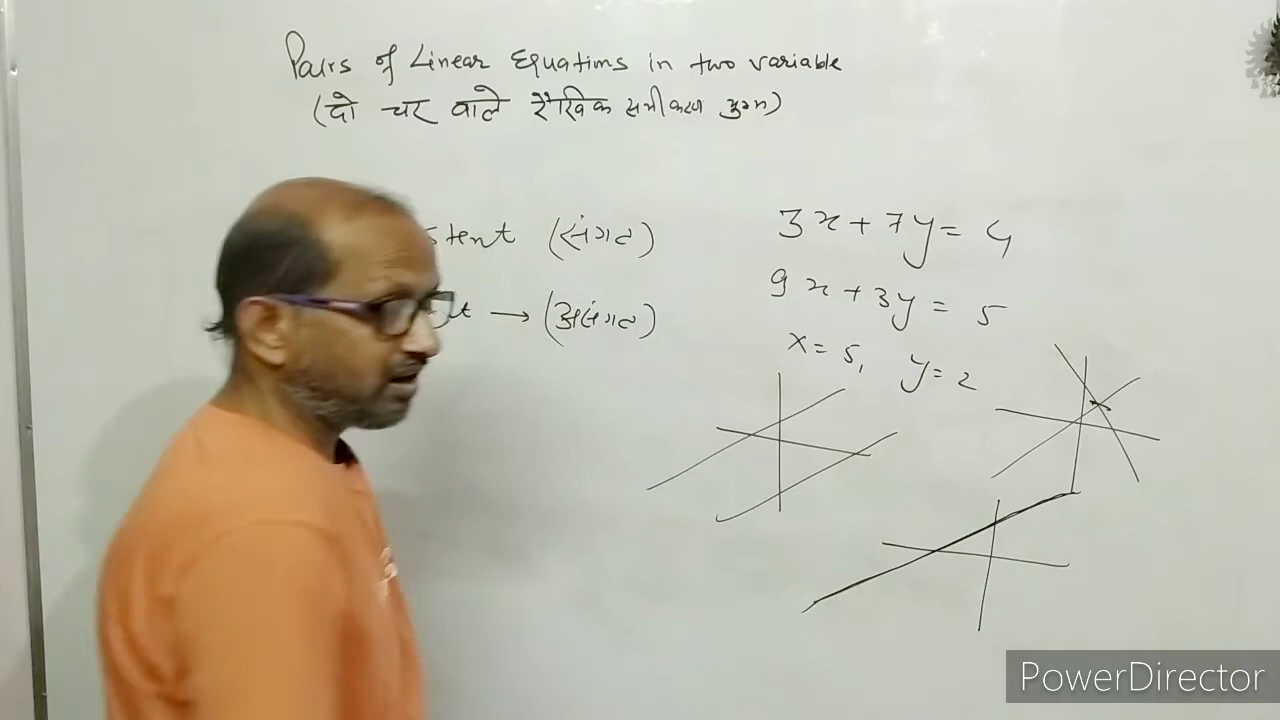 Pairs of Linear Equations in two variable
(दो चर वाले रैखिक समीकरण युग्म)
stent (संगत)
t → (असंगत)
3x + 7y = 4
9x + 3y = 5
x = 5, y = 2
PowerDirector